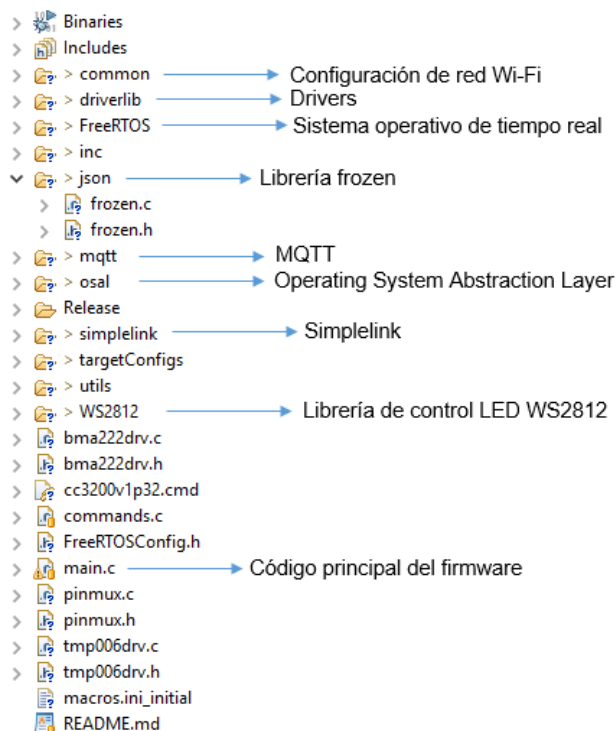 Binaries
Includes
> common Configuración de red Wi-Fi
> driverlib Drivers
> FreeRTOS Sistema operativo de tiempo real
> inc
> json Librería frozen
frozen.c
frozen.h
> mqtt MQTT
> osal Operating System Abstraction Layer
Release
> simplelink Simplelink
> targetConfigs
> utils
> WS2812 Librería de control LED WS2812
bma222drv.c
bma222drv.h
cc3200v1p32.cmd
commands.c
FreeRTOSConfig.h
main.c Código principal del firmware
pinmux.c
pinmux.h
tmp006drv.c
tmp006drv.h
macros.ini_initial
README.md